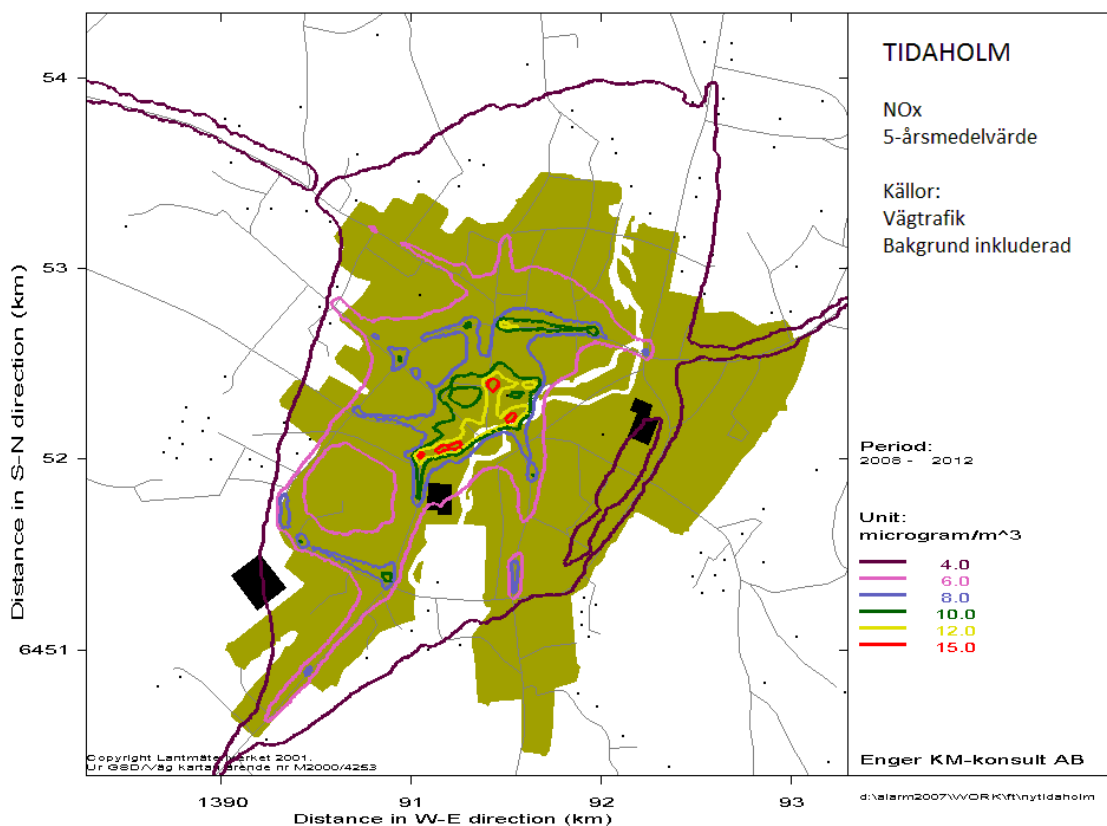 TIDAHOLM
NOx
5-årsmedelvärde
Källor:
Vägtrafik
Bakgrund inkluderad
Period:
2006 - 2012
Unit:
microgram/m^3
4.0
6.0
8.0
10.0
12.0
15.0
Enger KM-konsult AB
d:\alarm2007\WORK\ft\nytidaholm
Distance in S-N direction (km)
54
53
52
6451
Copyright Lantmäteriverket 2001.
Ur GSD/Väg kartan ärende nr M2000/4253
1390
91
92
93
Distance in W-E direction (km)